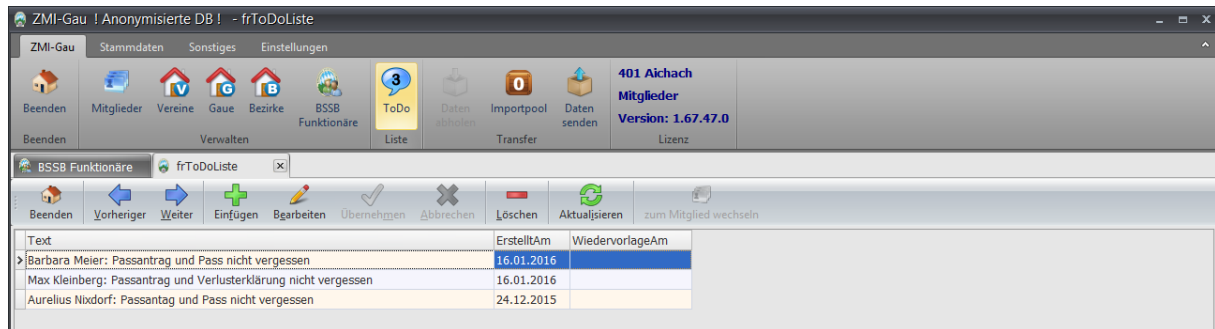 ZMI-Gau ! Anonymisierte DB ! - frToDoListe
ZMI-Gau Stammdaten Sonstiges Einstellungen
Beenden Mitglieder Vereine Gaue Bezirke BSSB Funktionäre ToDo Daten abholen Importpool Daten senden
V G B 3 0
401 Aichach
Mitglieder
Version: 1.67.47.0
Beenden Verwalten Liste Transfer Lizenz
BSSB Funktionäre frToDoListe
Beenden Vorheriger Weiter Einfügen Bearbeiten Übernehmen Abbrechen Löschen Aktualisieren zum Mitglied wechseln
Text ErstelltAm WiedervorlageAm
Barbara Meier: Passantrag und Pass nicht vergessen 16.01.2016
Max Kleinberg: Passantrag und Verlusterklärung nicht vergessen 16.01.2016
Aurelius Nixdorf: Passantag und Pass nicht vergessen 24.12.2015